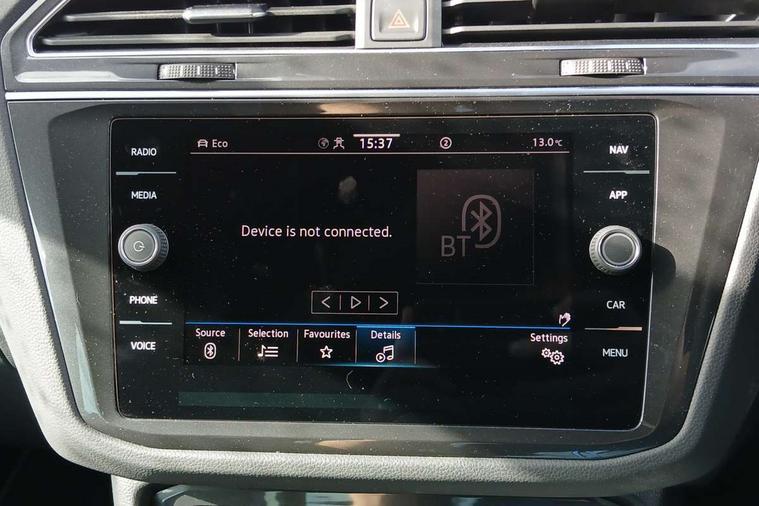 RADIO
MEDIA
PHONE
VOICE
Eco
15:37
2
13.0°C
Device is not connected.
BT
Source
Selection
Favourites
Details
Settings
NAV
APP
CAR
MENU